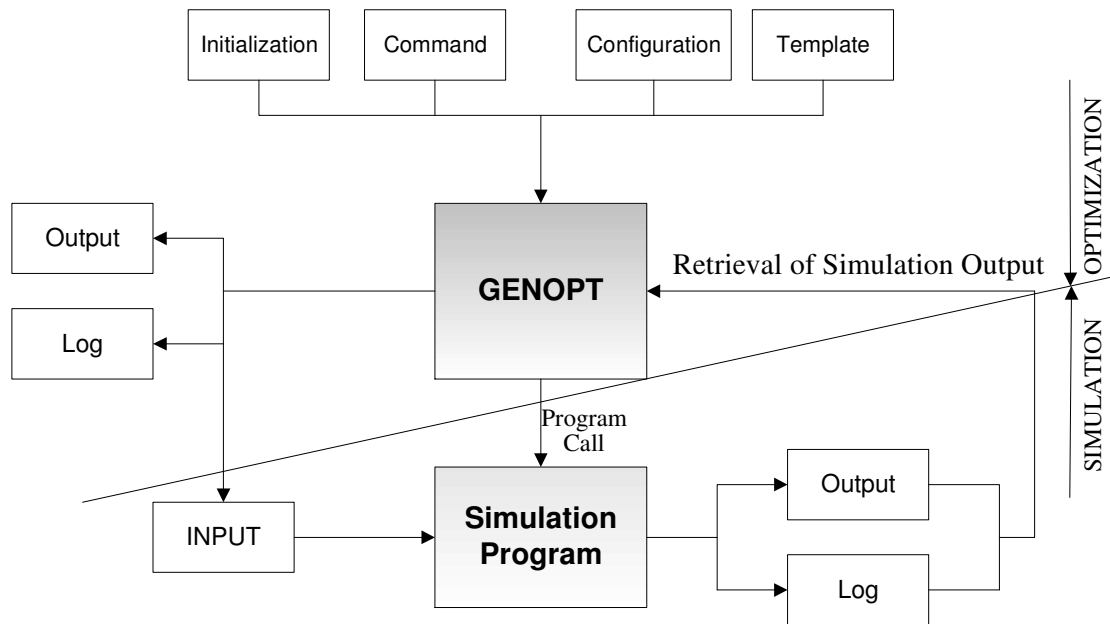 Initialization
Command
Configuration
Template
OPTIMIZATION
Output
Retrieval of Simulation Output
GENOPT
Log
SIMULATION
Program
Call
Output
Simulation
Program
INPUT
Log